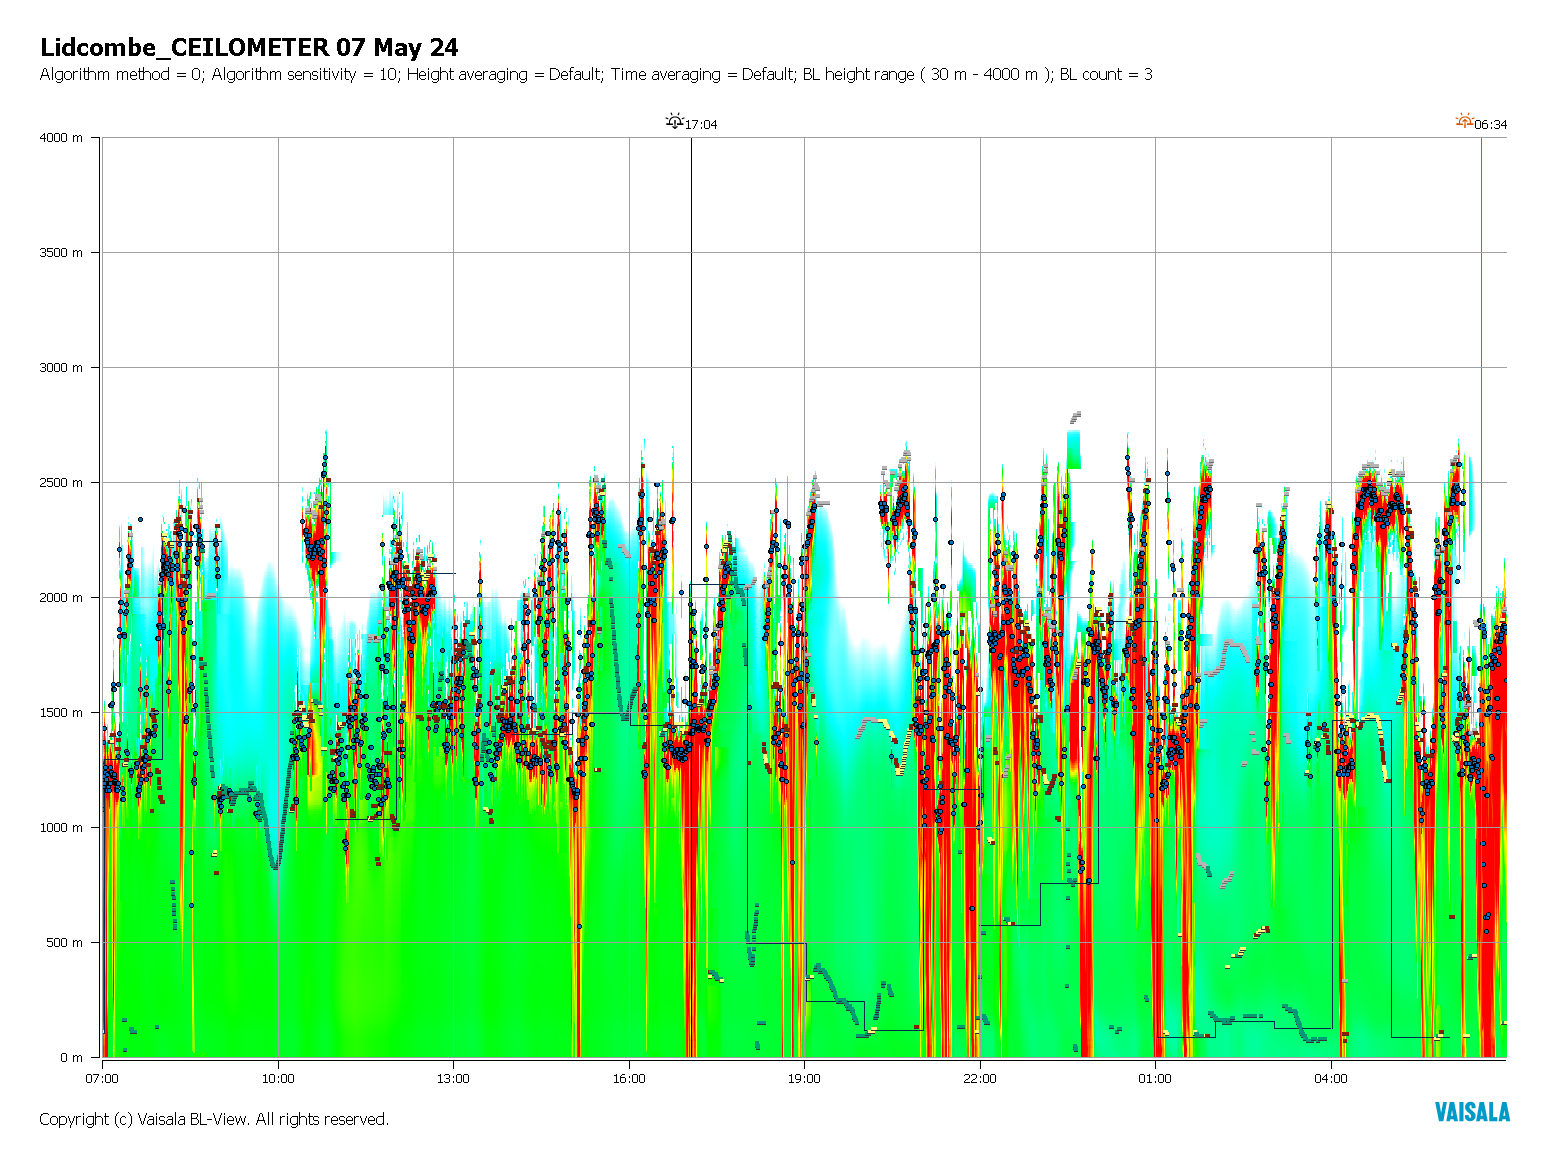 Lidcombe_CEILOMETER 07 May 24
Algorithm method = 0; Algorithm sensitivity = 10; Height averaging = Default; Time averaging = Default; BL height range ( 30 m - 4000 m ); BL count = 3
17:04
06:34
4000 m
3500 m
3000 m
2500 m
2000 m
1500 m
1000 m
500 m
0 m
07:00
10:00
13:00
16:00
19:00
22:00
01:00
04:00
Copyright (c) Vaisala BL-View. All rights reserved.
VAISALA